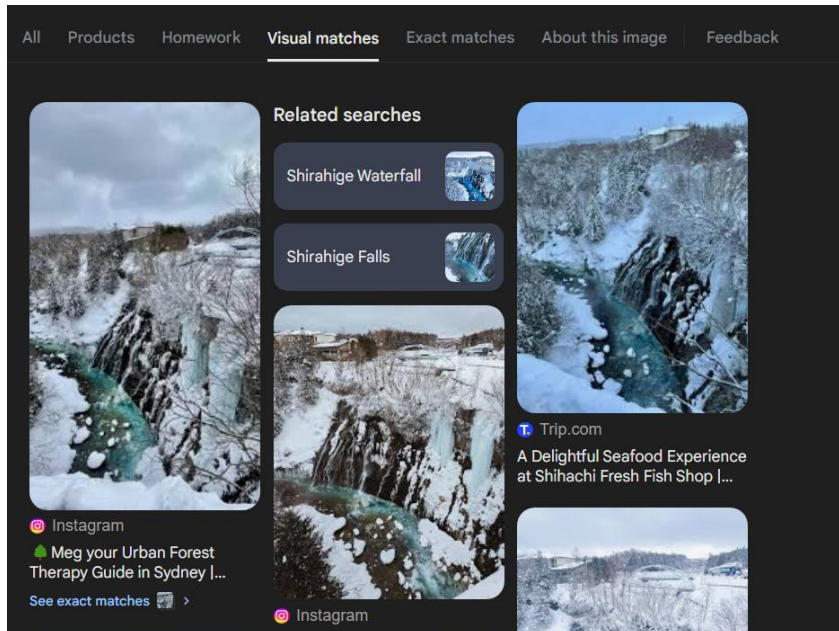 All Products Homework Visual matches Exact matches About this image Feedback
Related searches
Shirahige Waterfall
Shirahige Falls
Instagram
Meg your Urban Forest
Therapy Guide in Sydney |...
See exact matches
Instagram
T. Trip.com
A Delightful Seafood Experience
at Shihachi Fresh Fish Shop |...